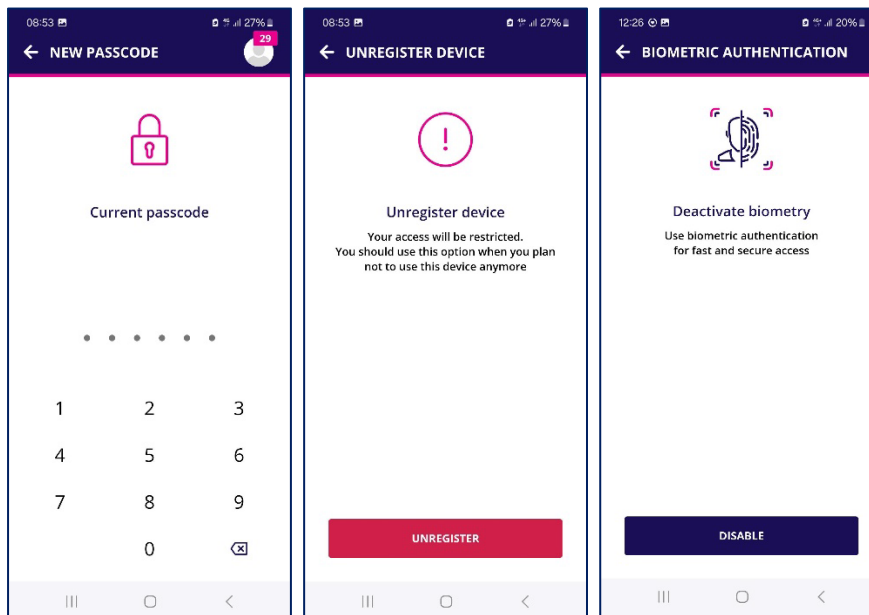 08:53
27%
29
NEW PASSCODE
Current passcode
1 2 3
4 5 6
7 8 9
0
08:53
27%
UNREGISTER DEVICE
Unregister device
Your access will be restricted.
You should use this option when you plan
not to use this device anymore
UNREGISTER
12:26
20%
BIOMETRIC AUTHENTICATION
Deactivate biometry
Use biometric authentication
for fast and secure access
DISABLE